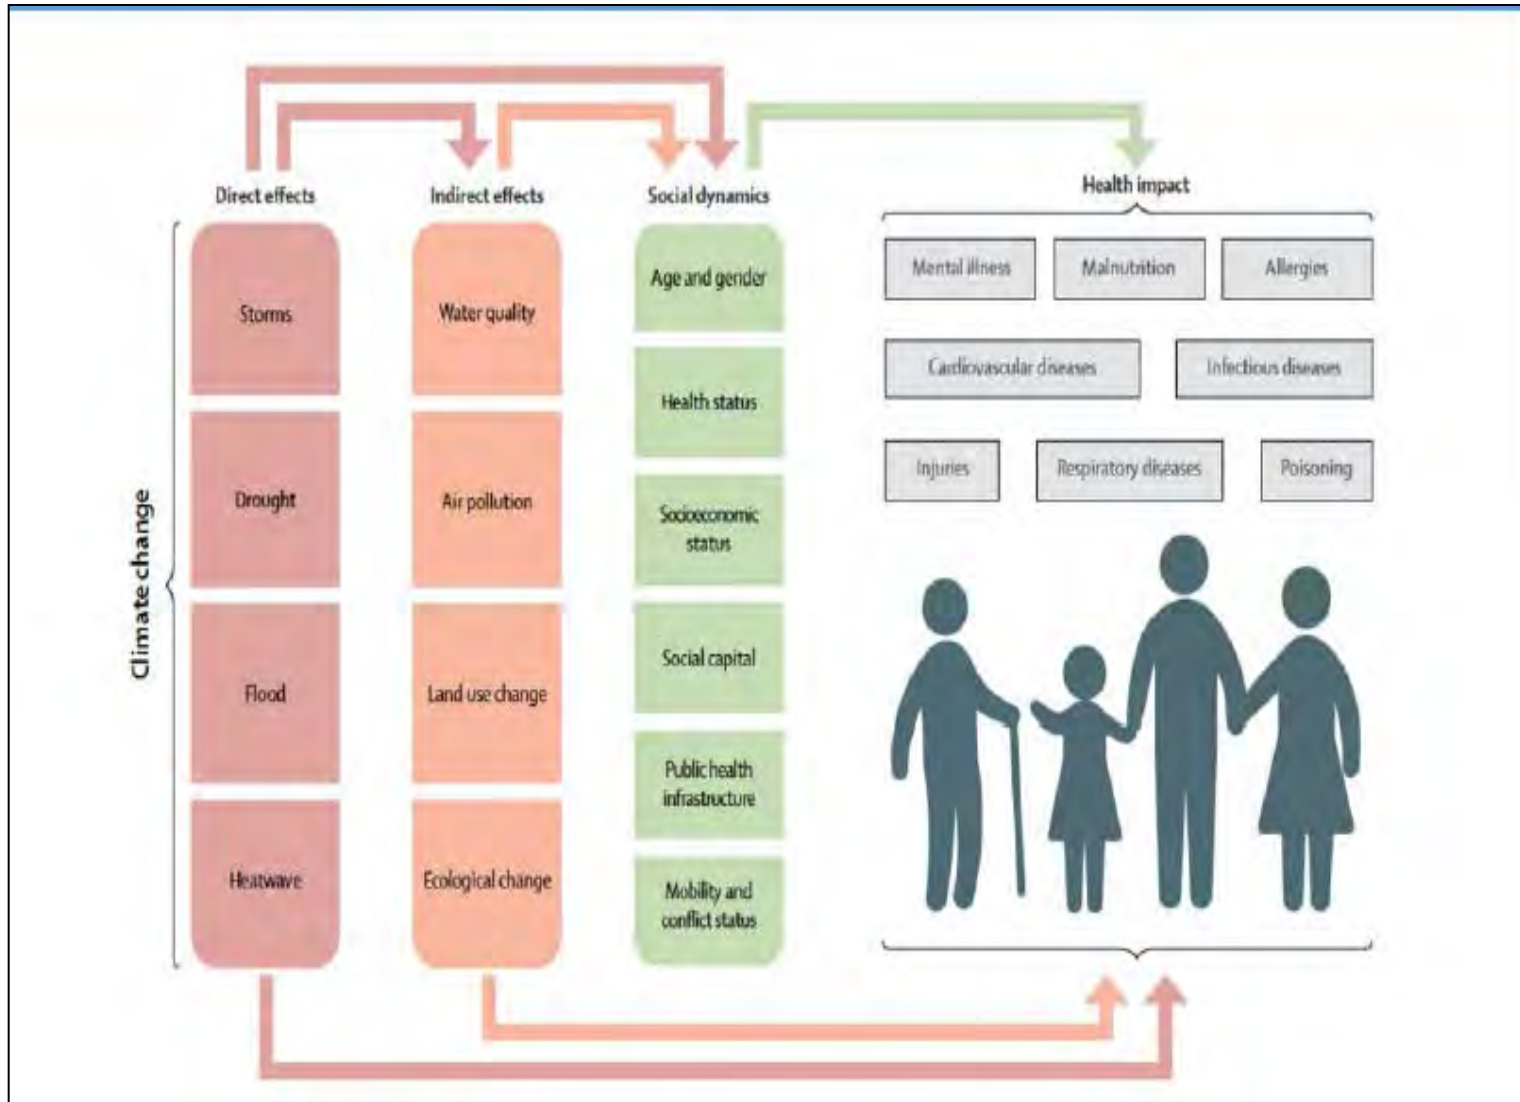 Direct effects
Indirect effects
Social dynamics
Health impact
Climate change
Storms
Drought
Flood
Heatwave
Water quality
Air pollution
Land use change
Ecological change
Age and gender
Health status
Socioeconomic
status
Social capital
Public health
infrastructure
Mobility and
conflict status
Mental illness
Malnutrition
Allergies
Cardiovascular diseases
Infectious diseases
Injuries
Respiratory diseases
Poisoning